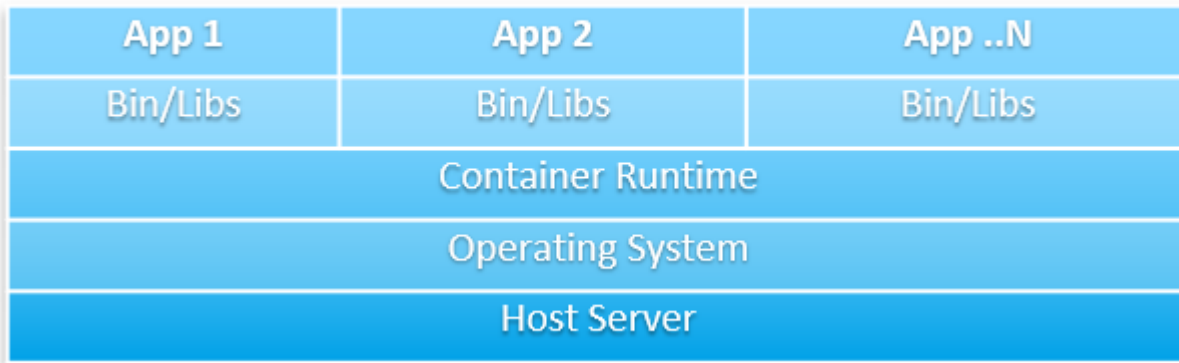 App 1 App 2 App ..N
Bin/Libs Bin/Libs Bin/Libs
Container Runtime
Operating System
Host Server